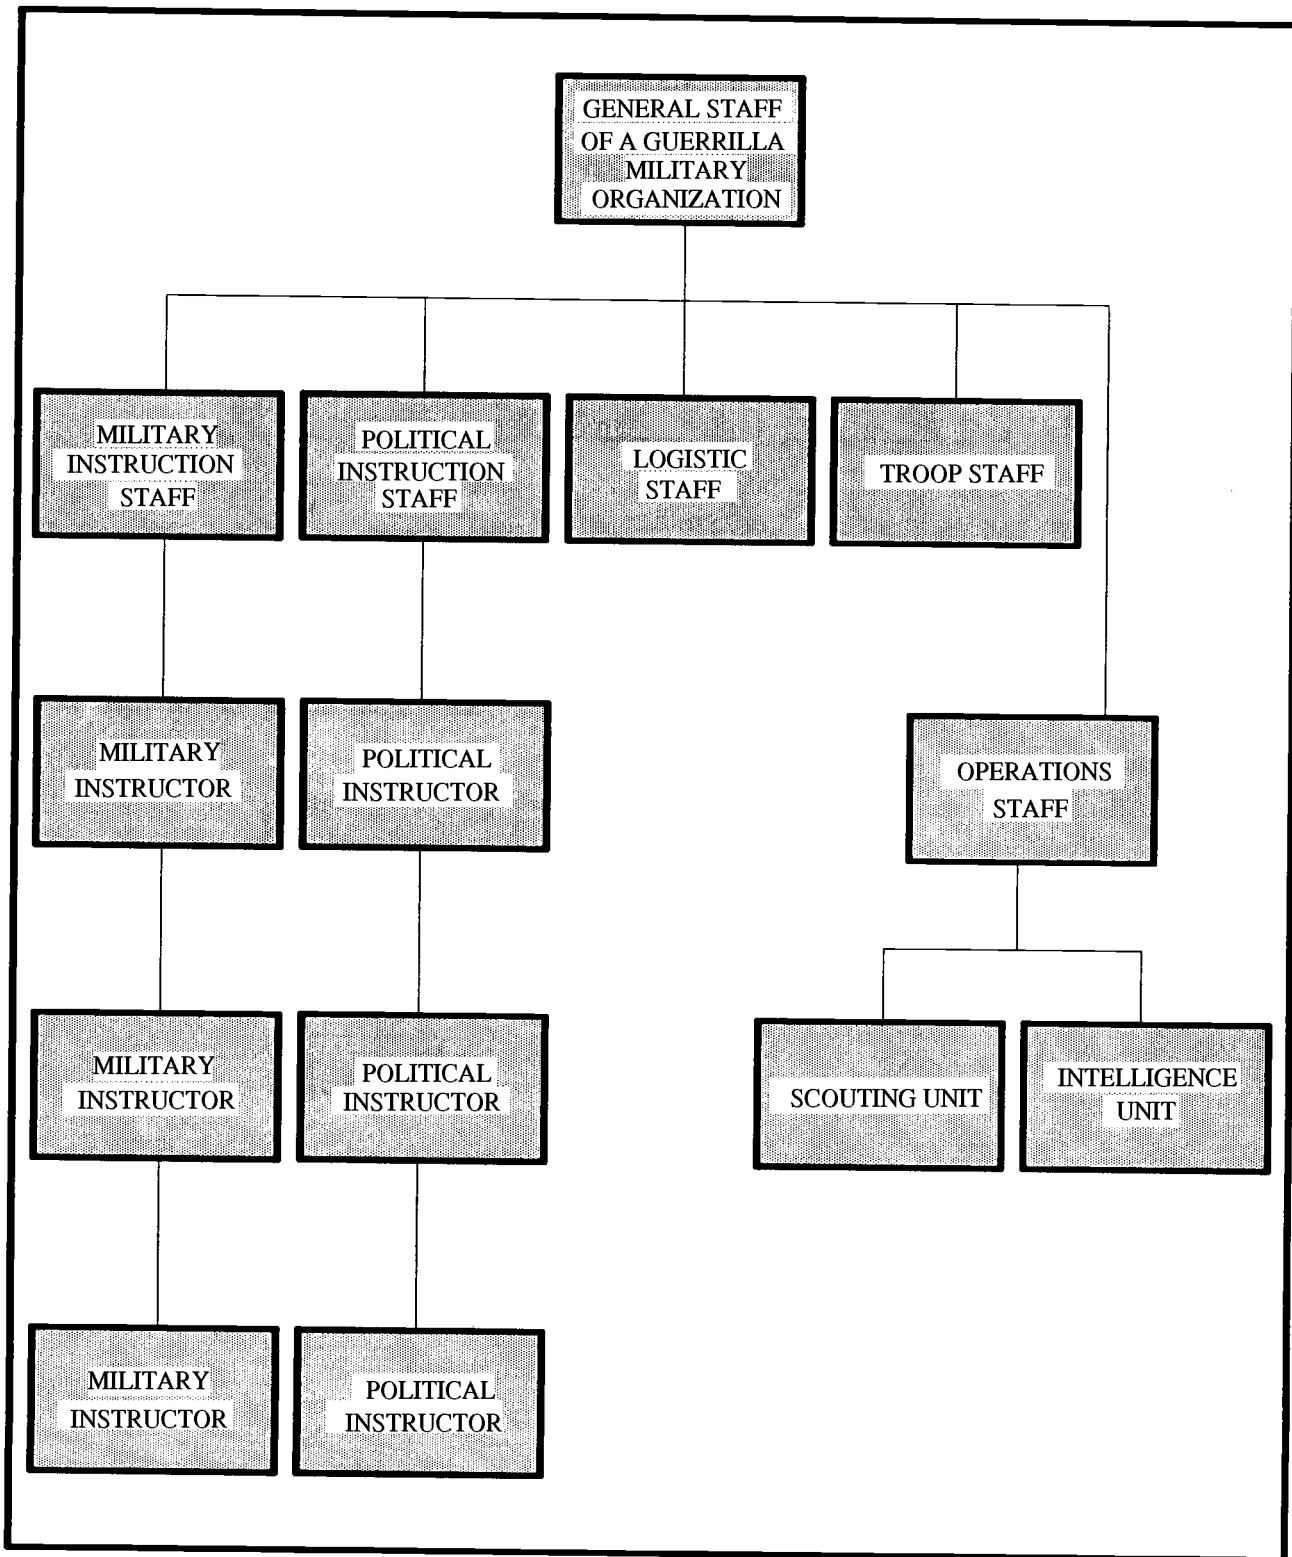 GENERAL STAFF
OF A GUERRILLA
MILITARY
ORGANIZATION
MILITARY
INSTRUCTION
STAFF
POLITICAL
INSTRUCTION
STAFF
LOGISTIC
STAFF
TROOP STAFF
MILITARY
INSTRUCTOR
POLITICAL
INSTRUCTOR
OPERATIONS
STAFF
MILITARY
INSTRUCTOR
POLITICAL
INSTRUCTOR
SCOUTING UNIT
INTELLIGENCE
UNIT
MILITARY
INSTRUCTOR
POLITICAL
INSTRUCTOR